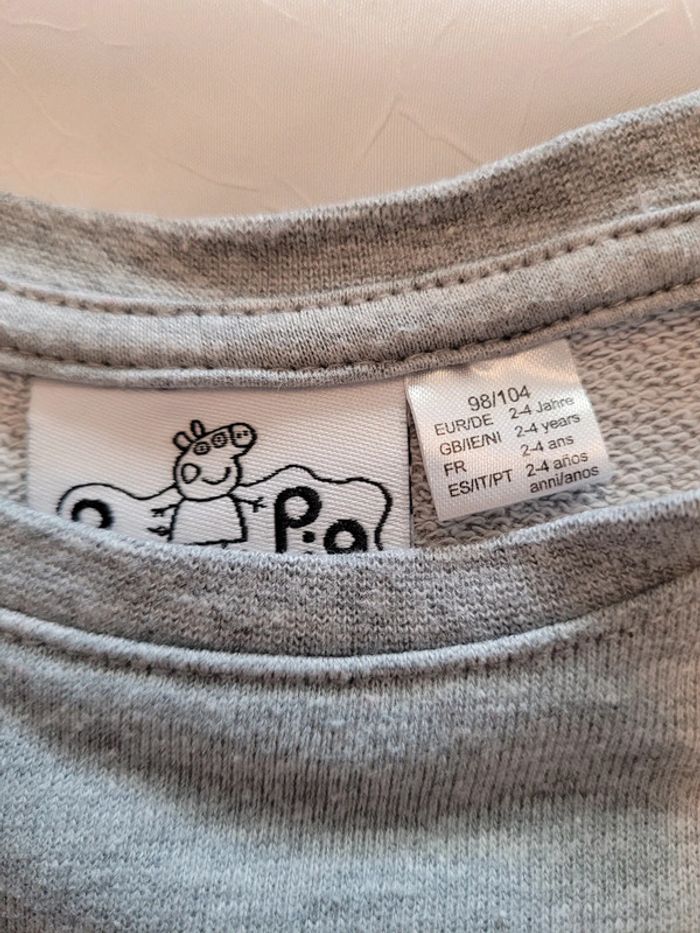 Pig
98/104
EUR/DE 2-4 Jahre
GB/IE/NI 2-4 years
FR 2-4 ans
ES/IT/PT 2-4 años
anni/anos